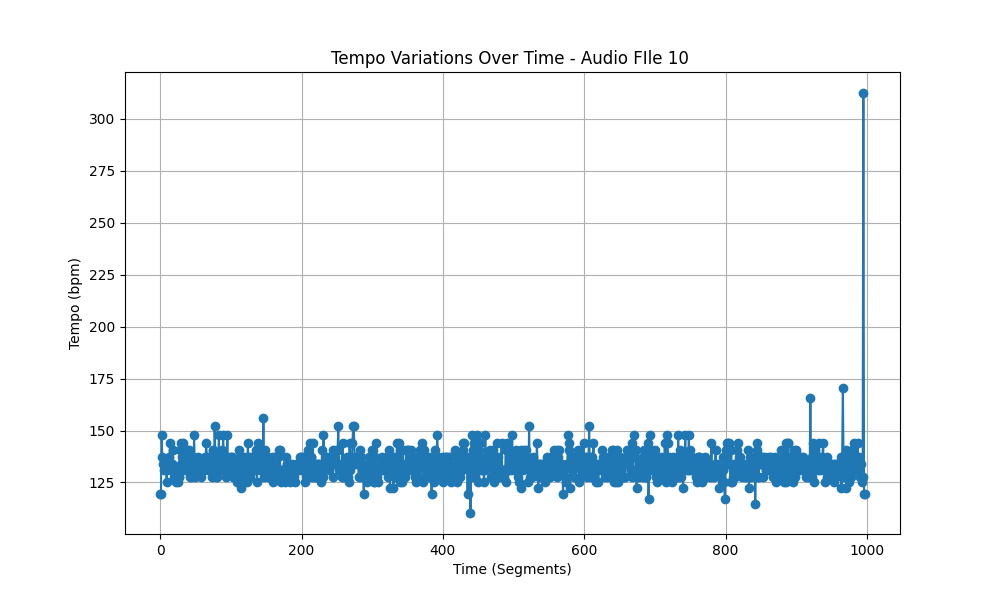 Tempo Variations Over Time - Audio FIle 10
Tempo (bpm)
300
275
250
225
200
175
150
125
0 200 400 600 800 1000
Time (Segments)